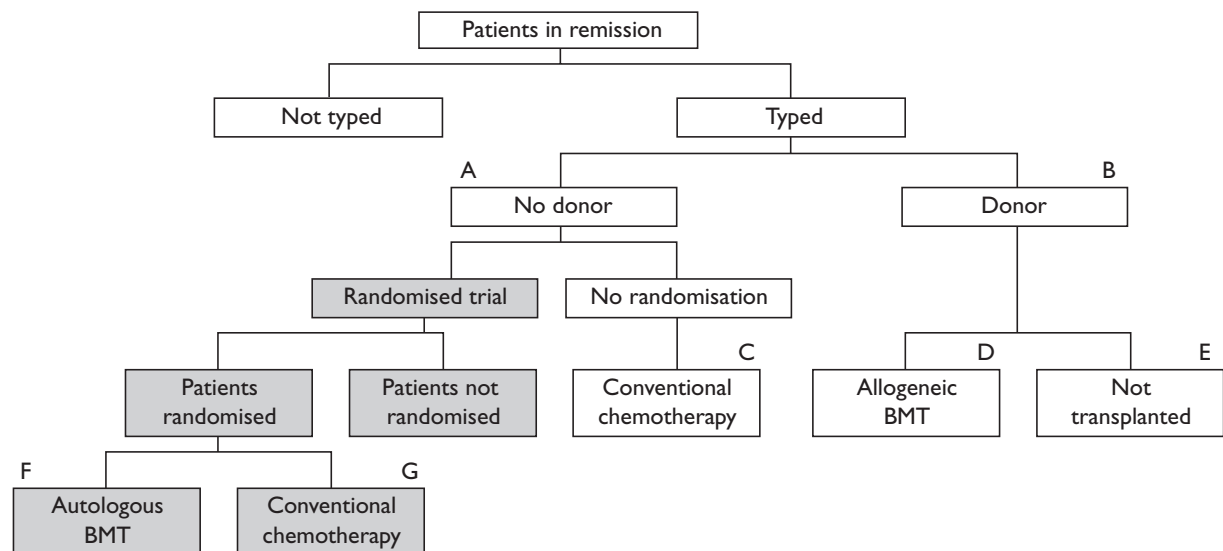 Patients in remission
Not typed
Typed
A
B
No donor
Donor
Randomised trial
No randomisation
C
D
E
Patients
randomised
Patients not
randomised
Conventional
chemotherapy
Allogeneic
BMT
Not
transplanted
F
G
Autologous
BMT
Conventional
chemotherapy